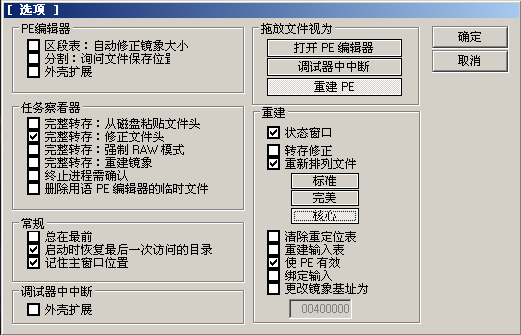 [ 选项 ]
PE编辑器
区段表：自动修正镜象大小
分割：询问文件保存位置
外壳扩展
任务察看器
完整转存：从磁盘粘贴文件头
完整转存：修正文件头
完整转存：强制 RAW 模式
完整转存：重建镜象
终止进程需确认
删除用语 PE 编辑器的临时文件
常规
总在最前
启动时恢复最后一次访问的目录
记住主窗口位置
调试器中中断
外壳扩展
拖放文件视为
打开 PE 编辑器
调试器中中断
重建 PE
重建
状态窗口
转存修正
重新排列文件
标准
完美
核心
清除重定位表
重建输入表
使 PE 有效
绑定输入
更改镜象基址为
00400000
确定
取消